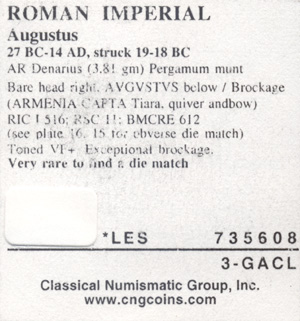 ROMAN IMPERIAL
Augustus
27 BC-14 AD, struck 19-18 BC
AR Denarius (3.81 gm) Pergamum mint
Bare head right, AVGVSTVS below / Brockage
(ARMENIA CAPTA Tiara, quiver andbow)
RIC I 516; RSC 11; BMCRE 612
(see plate 16, 15 for obverse die match)
Toned VF+ Exceptional brockage.
Very rare to find a die match
*LES 735608
3-GACL
Classical Numismatic Group, Inc.
www.cngcoins.com